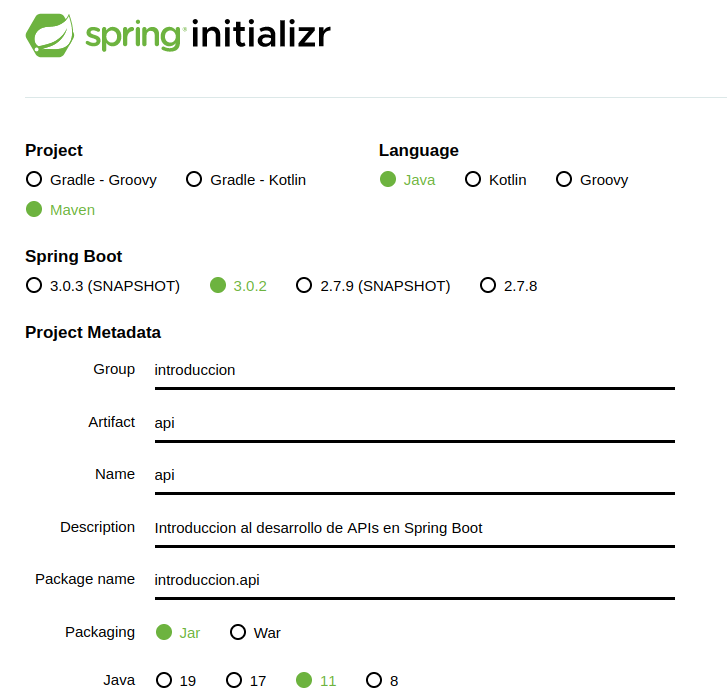 spring initializr
Project
Language
Gradle - Groovy Gradle - Kotlin
Java Kotlin Groovy
Maven
Spring Boot
3.0.3 (SNAPSHOT) 3.0.2 2.7.9 (SNAPSHOT) 2.7.8
Project Metadata
Group introduccion
Artifact api
Name api
Description Introduccion al desarrollo de APIs en Spring Boot
Package name introduccion.api
Packaging Jar War
Java 19 17 11 8